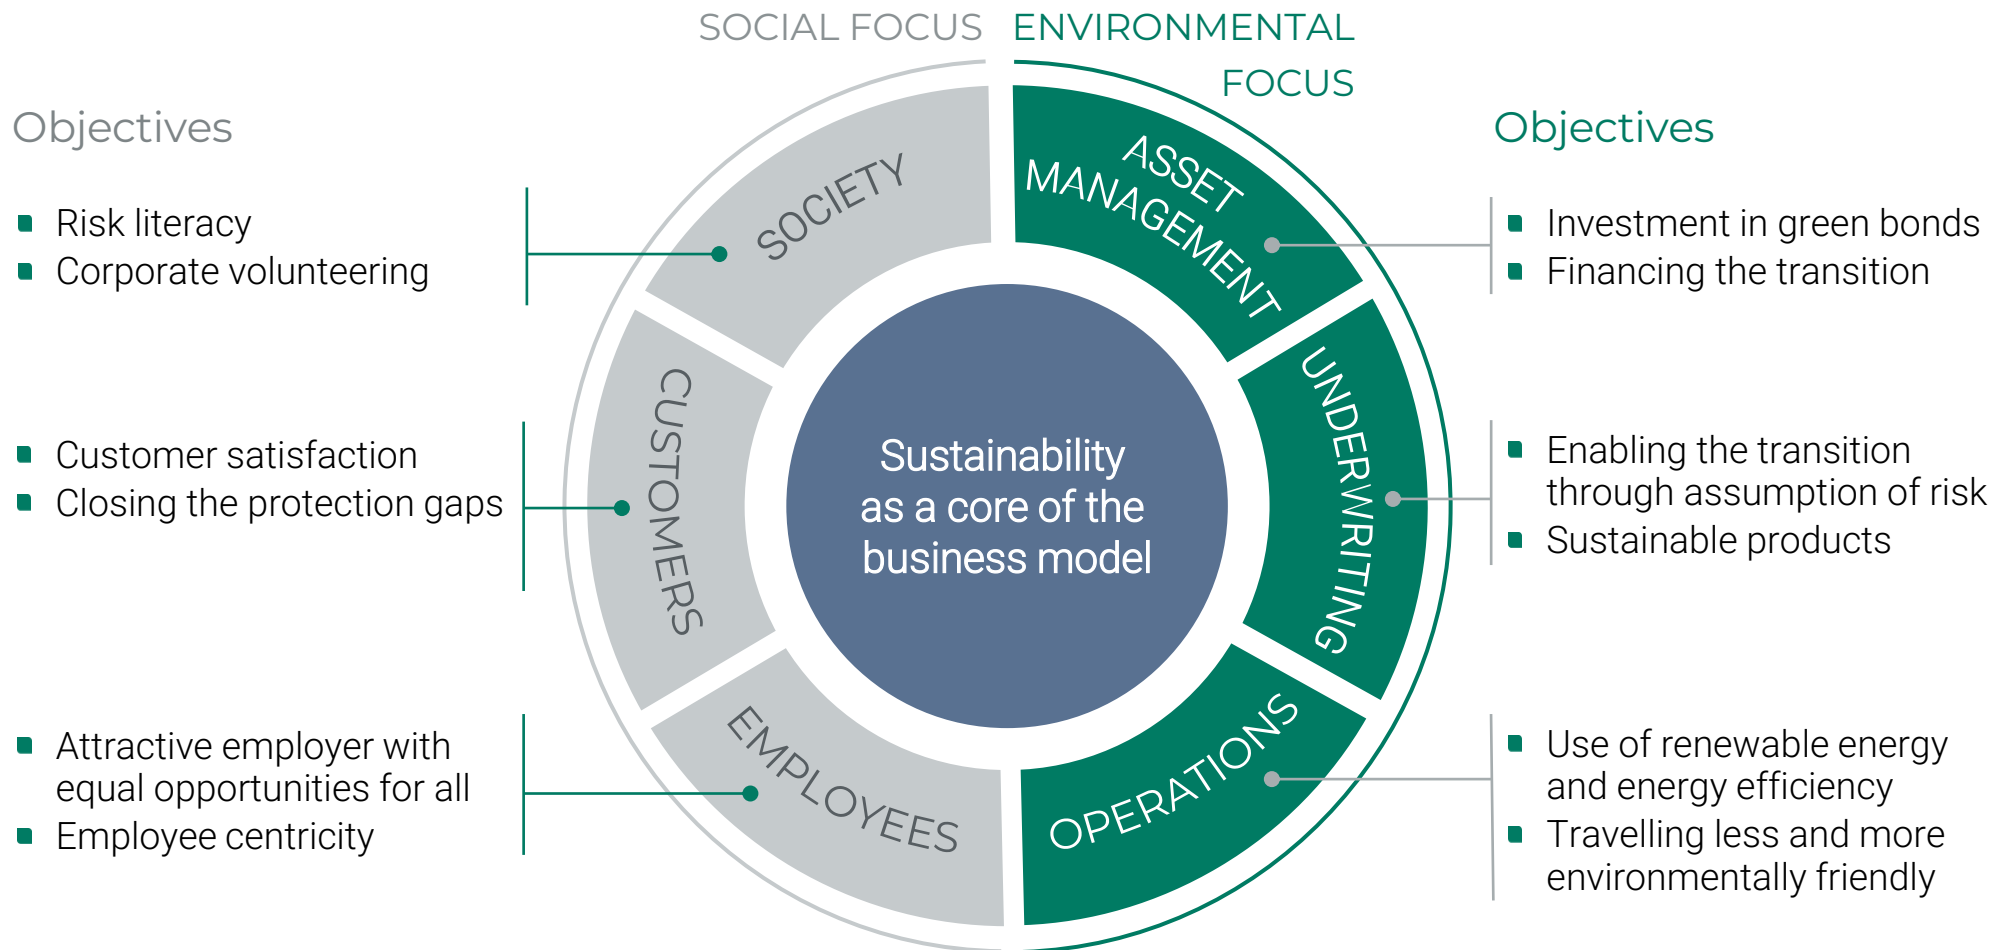 SOCIAL FOCUS
ENVIRONMENTAL
FOCUS
Objectives
Risk literacy
Corporate volunteering
Customer satisfaction
Closing the protection gaps
Attractive employer with
equal opportunities for all
Employee centricity
SOCIETY
CUSTOMERS
EMPLOYEES
Sustainability
as a core of the
business model
ASSET
MANAGEMENT
UNDERWRITING
OPERATIONS
Objectives
Investment in green bonds
Financing the transition
Enabling the transition
through assumption of risk
Sustainable products
Use of renewable energy
and energy efficiency
Travelling less and more
environmentally friendly